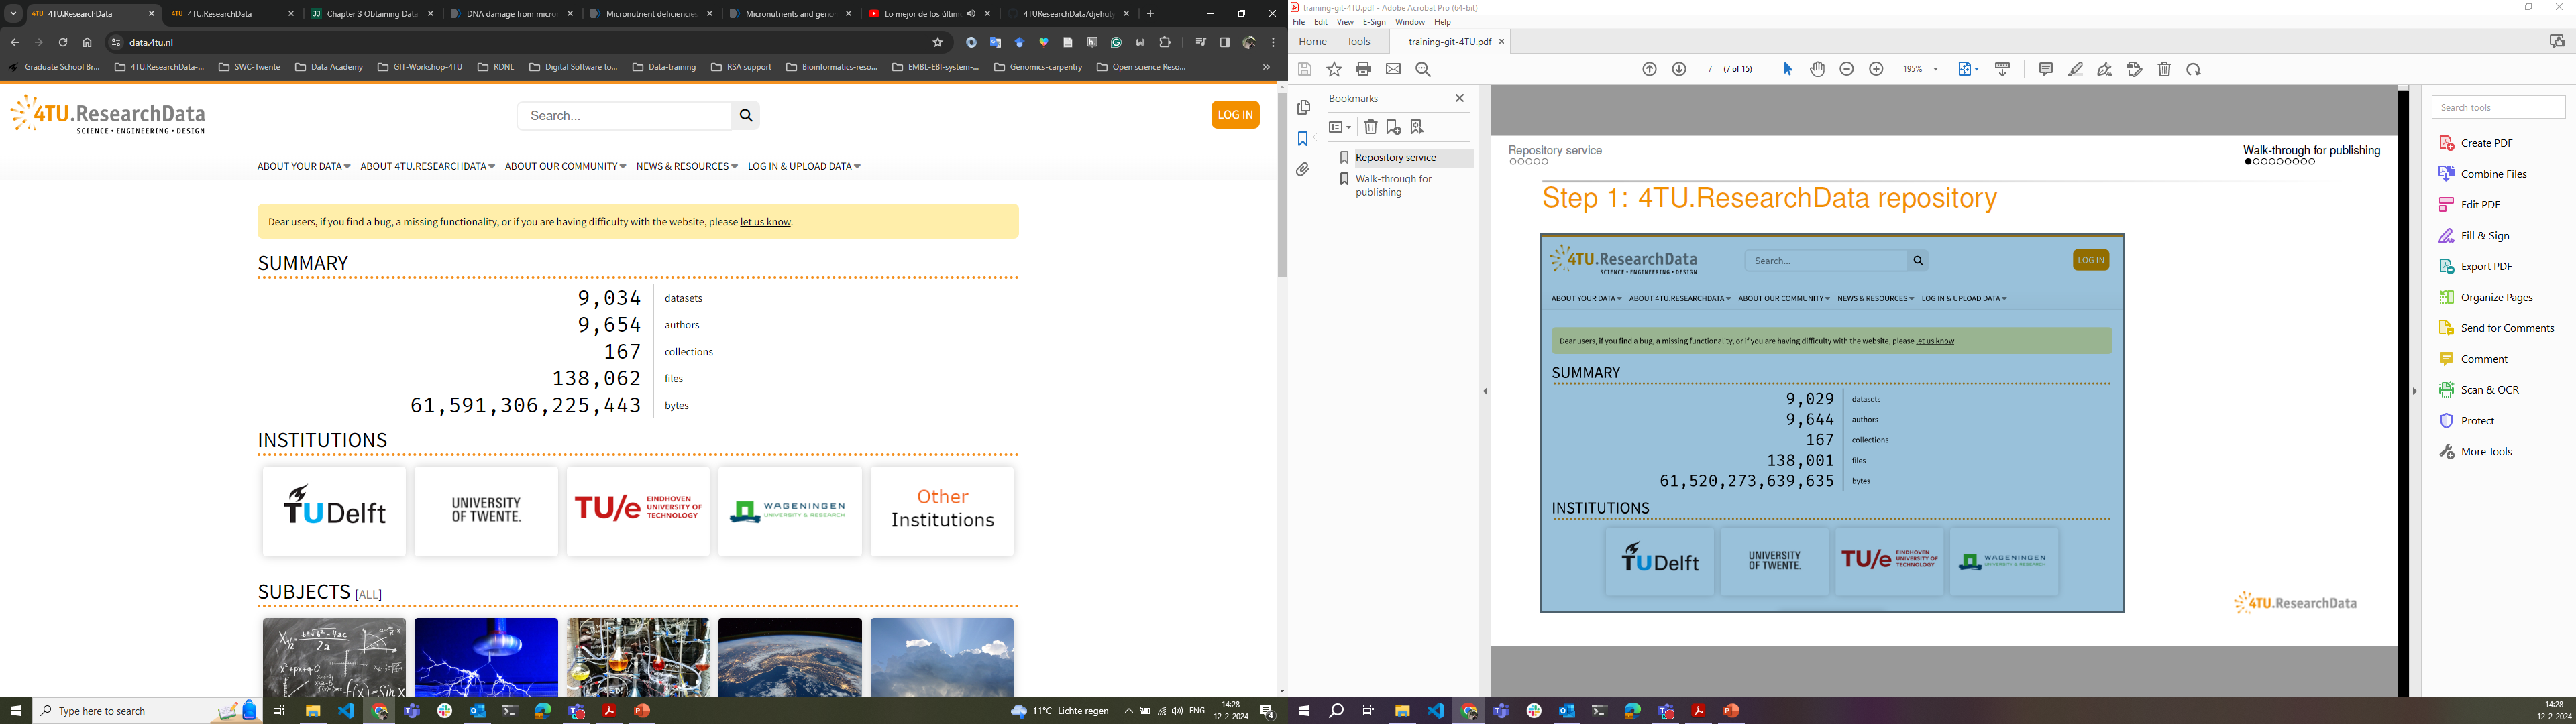 4TU.ResearchData
4TU.ResearchData
Chapter 3 Obtaining Data
DNA damage from micro
Micronutrient deficiencies
Micronutrients and genom
Lo mejor de los últim
4TUResearchData/djehut
data.4tu.nl
Graduate School Br...
4TU.ResearchData-...
SWC-Twente
Data Academy
GIT-Workshop-4TU
RDNL
Digital Software to...
Data-training
RSA support
Bioinformatics-reso...
EMBL-EBI-system-...
Genomics-carpentry
Open science Reso...
4TU.ResearchData
SCIENCE • ENGINEERING • DESIGN
Search...
LOG IN
ABOUT YOUR DATA ABOUT 4TU.RESEARCHDATA ABOUT OUR COMMUNITY NEWS & RESOURCES LOG IN & UPLOAD DATA
Dear users, if you find a bug, a missing functionality, or if you are having difficulty with the website, please let us know.
SUMMARY
9,034 datasets
9,654 authors
167 collections
138,062 files
61,591,306,225,443 bytes
INSTITUTIONS
TUDelft
UNIVERSITY
OF TWENTE.
TU/e EINDHOVEN
UNIVERSITY OF
TECHNOLOGY
WAGENINGEN
UNIVERSITY & RESEARCH
Other
Institutions
SUBJECTS [ALL]
Type here to search
11°C Lichte regen
ENG
14:28
12-2-2024
training-git-4TU.pdf - Adobe Acrobat Pro (64-bit)
File Edit View E-Sign Window Help
Home Tools training-git-4TU.pdf
7 (7 of 15)
195%
Bookmarks
Repository service
Walk-through for
publishing
Repository service
Walk-through for publishing
Step 1: 4TU.ResearchData repository
4TU.ResearchData
SCIENCE • ENGINEERING • DESIGN
Search...
LOG IN
ABOUT YOUR DATA ABOUT 4TU.RESEARCHDATA ABOUT OUR COMMUNITY NEWS & RESOURCES LOG IN & UPLOAD DATA
Dear users, if you find a bug, a missing functionality, or if you are having difficulty with the website, please let us know.
SUMMARY
9,029 datasets
9,644 authors
167 collections
138,001 files
61,520,273,639,635 bytes
INSTITUTIONS
TUDelft
UNIVERSITY
OF TWENTE.
TU/e EINDHOVEN
UNIVERSITY OF
TECHNOLOGY
WAGENINGEN
UNIVERSITY & RESEARCH
4TU.ResearchData
Search tools
Create PDF
Combine Files
Edit PDF
Fill & Sign
Export PDF
Organize Pages
Send for Comments
Comment
Scan & OCR
Protect
More Tools
14:28
12-2-2024